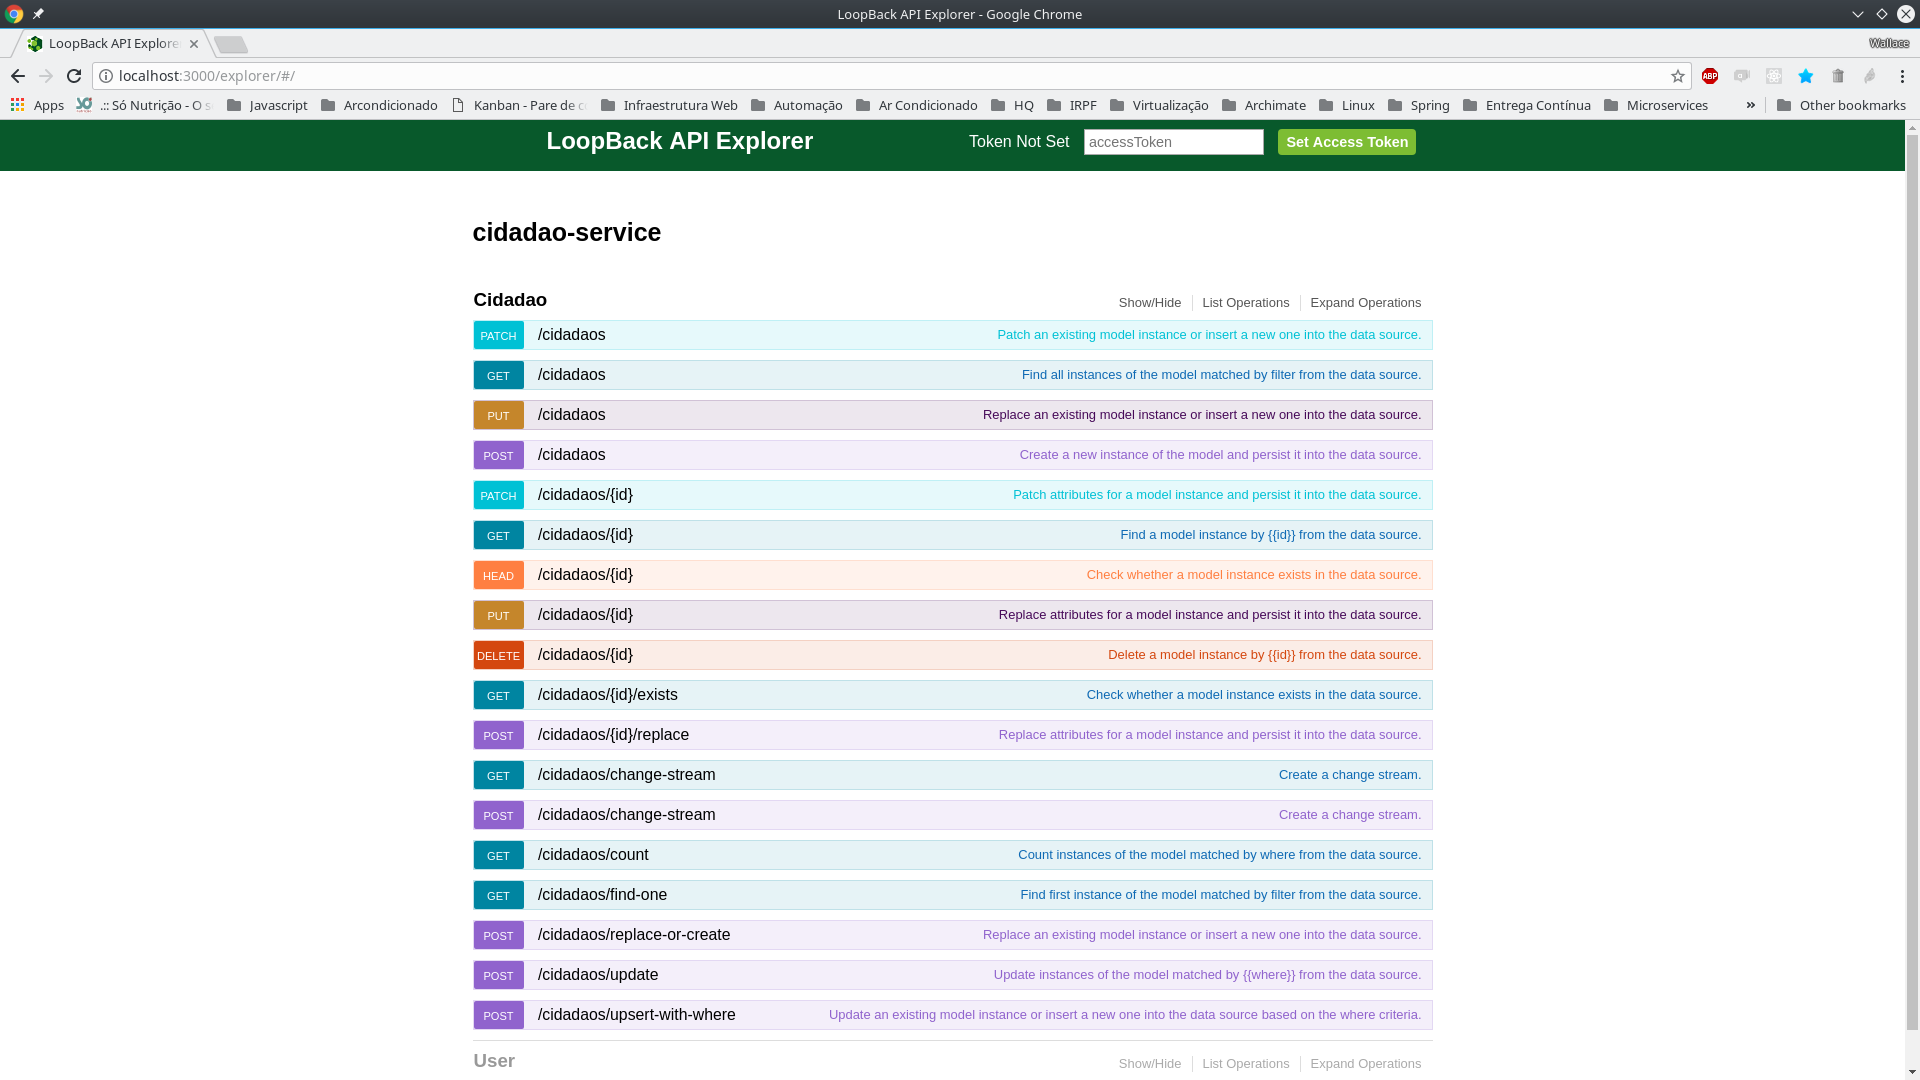 LoopBack API Explorer - Google Chrome
LoopBack API Explore
Wallace
localhost:3000/explorer/#/
ABP
Apps .:: Só Nutrição - O s Javascript Arcondicionado Kanban - Pare de c Infraestrutura Web Automação Ar Condicionado HQ IRPF Virtualização Archimate Linux Spring Entrega Contínua Microservices » Other bookmarks
LoopBack API Explorer Token Not Set accessToken Set Access Token
cidadao-service
Cidadao Show/Hide List Operations Expand Operations
PATCH /cidadaos Patch an existing model instance or insert a new one into the data source.
GET /cidadaos Find all instances of the model matched by filter from the data source.
PUT /cidadaos Replace an existing model instance or insert a new one into the data source.
POST /cidadaos Create a new instance of the model and persist it into the data source.
PATCH /cidadaos/{id} Patch attributes for a model instance and persist it into the data source.
GET /cidadaos/{id} Find a model instance by {{id}} from the data source.
HEAD /cidadaos/{id} Check whether a model instance exists in the data source.
PUT /cidadaos/{id} Replace attributes for a model instance and persist it into the data source.
DELETE /cidadaos/{id} Delete a model instance by {{id}} from the data source.
GET /cidadaos/{id}/exists Check whether a model instance exists in the data source.
POST /cidadaos/{id}/replace Replace attributes for a model instance and persist it into the data source.
GET /cidadaos/change-stream Create a change stream.
POST /cidadaos/change-stream Create a change stream.
GET /cidadaos/count Count instances of the model matched by where from the data source.
GET /cidadaos/find-one Find first instance of the model matched by filter from the data source.
POST /cidadaos/replace-or-create Replace an existing model instance or insert a new one into the data source.
POST /cidadaos/update Update instances of the model matched by {{where}} from the data source.
POST /cidadaos/upsert-with-where Update an existing model instance or insert a new one into the data source based on the where criteria.
User Show/Hide List Operations Expand Operations